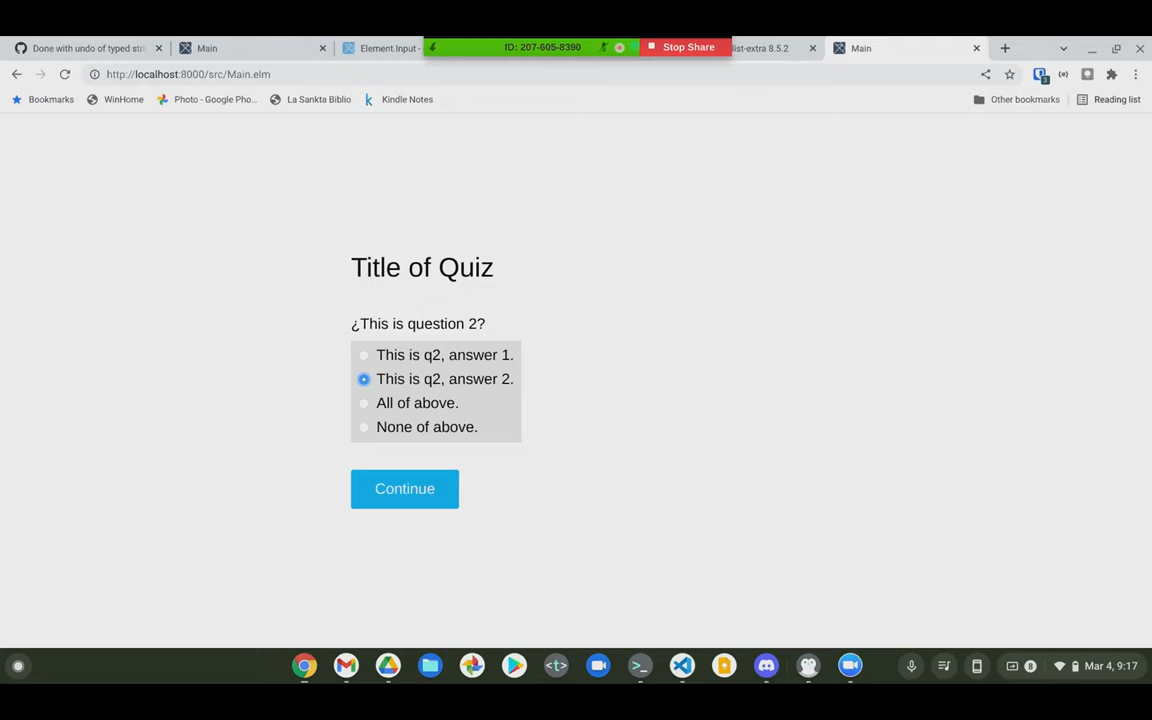 Done with undo of typed str
Main
Element.Input -
ID: 207-605-8390
Stop Share
list-extra 8.5.2
Main
http://localhost:8000/src/Main.elm
Bookmarks
WinHome
Photo - Google Pho...
La Sankta Biblio
Kindle Notes
Other bookmarks
Reading list
Title of Quiz
¿This is question 2?
This is q2, answer 1.
This is q2, answer 2.
All of above.
None of above.
Continue
<t>
>_
8
Mar 4, 9:17